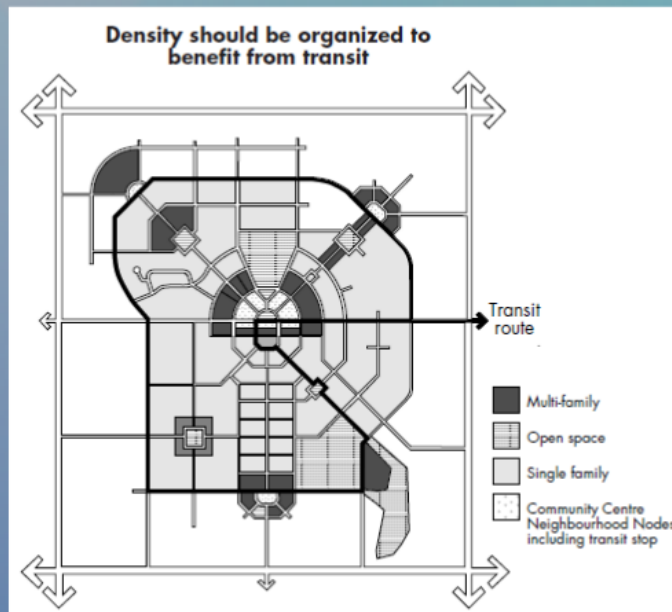 Density should be organized to
benefit from transit
Transit
route
Multi-family
Open space
Single family
Community Centre
Neighbourhood Nodes
including transit stop